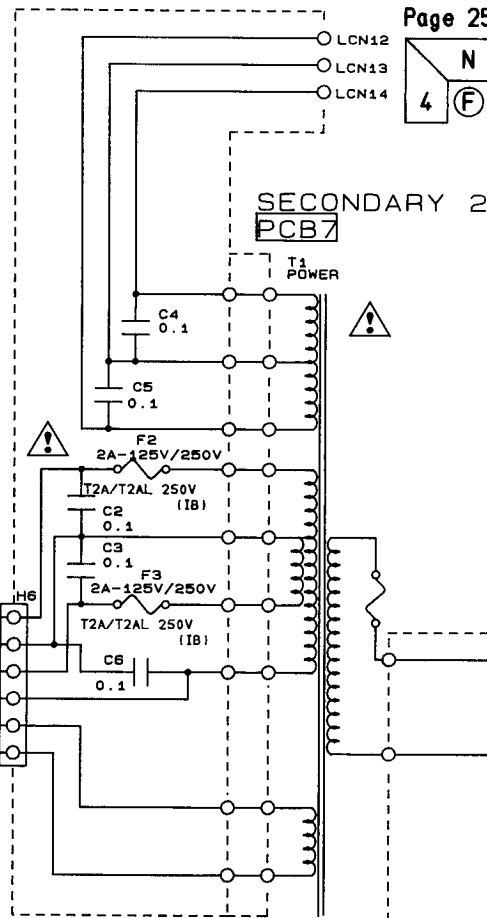 Page 25
LCN12
LCN13
LCN14
N
4 F
SECONDARY 2
PCB7
T1
POWER
C4
0.1
C5
0.1
F2
2A-125V/250V
T2A/T2AL 250V
(IB)
C2
0.1
C3
0.1
F3
2A-125V/250V
T2A/T2AL 250V
(IB)
H6
C6
0.1